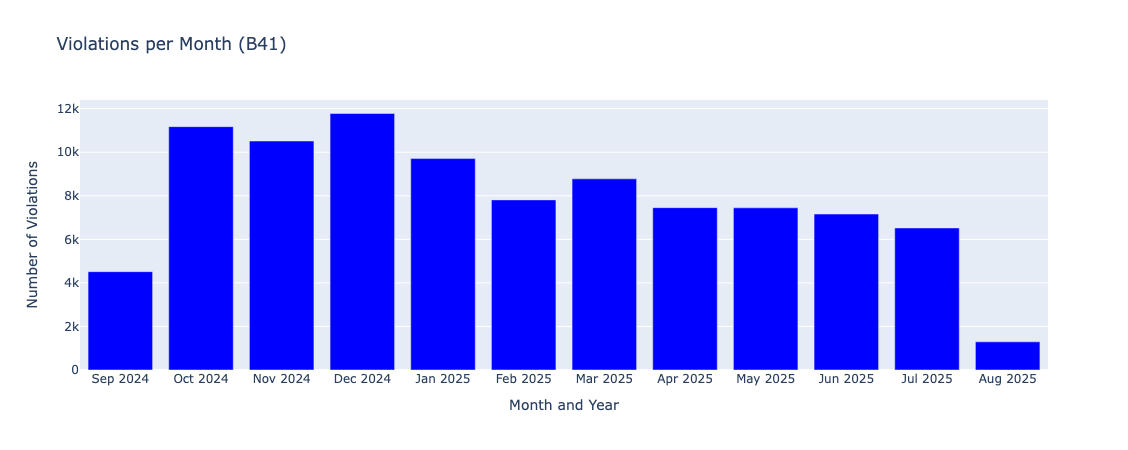 Violations per Month (B41)
Number of Violations
12k
10k
8k
6k
4k
2k
0
Sep 2024 Oct 2024 Nov 2024 Dec 2024 Jan 2025 Feb 2025 Mar 2025 Apr 2025 May 2025 Jun 2025 Jul 2025 Aug 2025
Month and Year